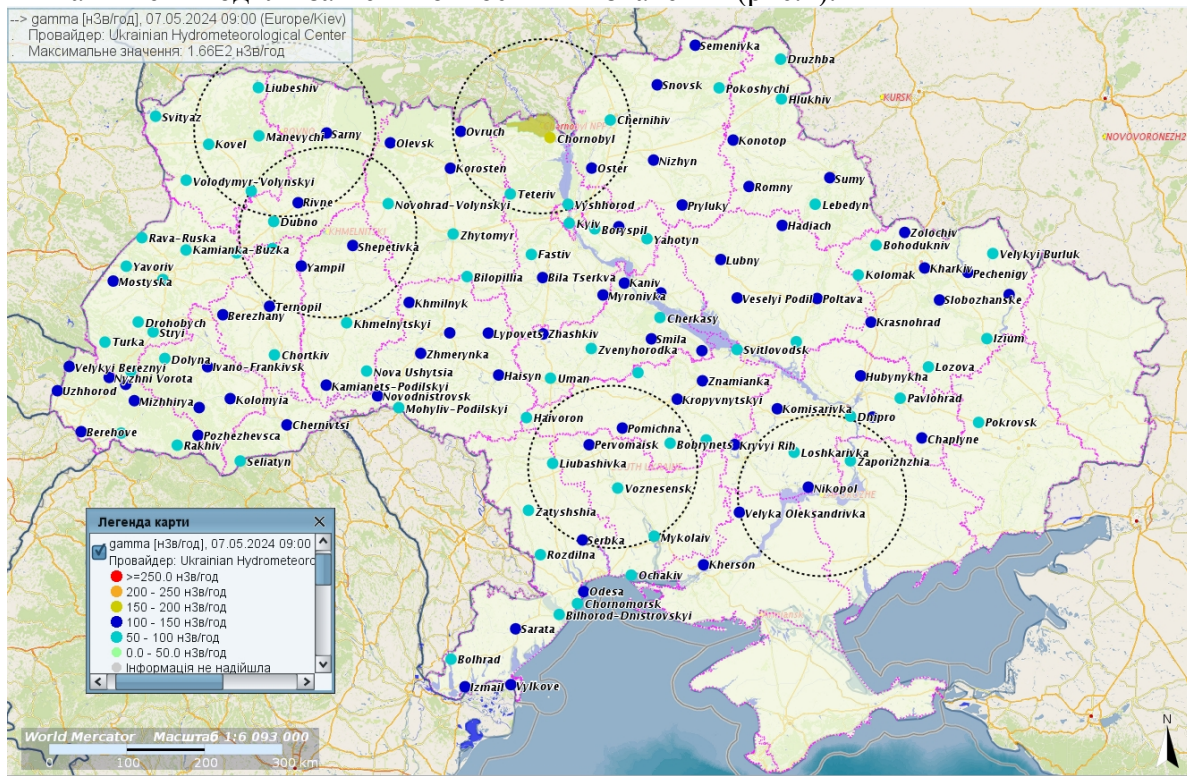 --> gamma [нЗв/год], 07.05.2024 09:00 (Europe/Kiev)
Провайдер: Ukrainian Hydrometeorological Center
Максимальне значення: 1.66E2 нЗв/год
Semenivka
Druzhba
Liubeshiv
Snovsk
Pokoshychi
Hlukhiv
KURSK
Svityaz
Chernihiv
Manevychi
Sarny
Ovruch
Chornobyl
NOVOVORONEZH2
Kovel
Olevsk
Konotop
Korosten
Oster
Nizhyn
Volodymyr-Volynskyi
Romny
Sumy
Rivne
Novohrad-Volynskyi
Teteriv
Vyshhorod
Pryluky
Lebedyn
Dubno
Kyiv
Boryspil
Hadiach
Zolochiv
Rava-Ruska
KHMELNITSKI
Zhytomyr
Yahotyn
Bohodukniv
Kamianka-Buzka
Shepetivka
Fastiv
Lubny
Velykyi Burluk
Yavoriv
Yampil
Kharkiv
Pechenigy
Mostyska
Bilopillia
Bila Tserkva
Kaniv
Kolomak
Myronivka
Veselyi Podil
Poltava
Slobozhanske
Ternopil
Khmilnyk
Berezhany
Drohobych
Khmelnytskyi
Cherkasy
Krasnohrad
Stryi
Lypovets
Zhashkiv
Turka
Smila
Izium
Zhmerynka
Zvenyhorodka
Svitlovodsk
Dolyna
Chortkiv
Velykyi Bereznyi
Ivano-Frankivsk
Nova Ushytsia
Lozova
Nyzhni Vorota
Haisyn
Uman
Znamianka
Hubynykha
Uzhhorod
Kamianets-Podilskyi
Mizhhirya
Kolomyia
Novodnistrovsk
Kropyvnytskyi
Pavlohrad
Mohyliv-Podilskyi
Komisarivka
Haivoron
Dnipro
Berehove
Pozhezhevsca
Chernivtsi
Pomichna
Pokrovsk
Rakhiv
Pervomaisk
Bobrynets
Kryvyi Rih
Chaplyne
Seliatyn
Liubashivka
Loshkarivka
Zaporizhzhia
Voznesensk
Nikopol
Zatyshshia
Velyka Oleksandrivka
Serbka
Mykolaiv
Rozdilna
Kherson
Ochakiv
Odesa
Chornomorsk
Bilhorod-Dnistrovskyi
Sarata
Bolhrad
Izmail
Vylkove
Легенда карти
gamma [нЗв/год], 07.05.2024 09:00
Провайдер: Ukrainian Hydrometeoro
>=250.0 нЗв/год
200 - 250 нЗв/год
150 - 200 нЗв/год
100 - 150 нЗв/год
50 - 100 нЗв/год
0.0 - 50.0 нЗв/год
Інформація не надійшла
World Mercator Масштаб 1:6 093 000
0 100 200 300 km
N